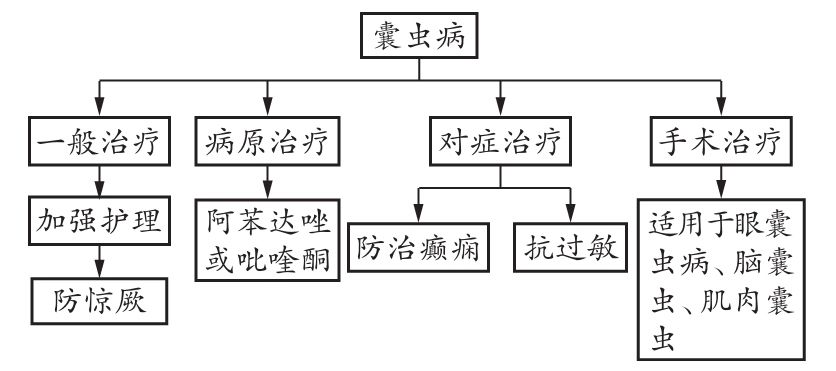 囊虫病
一般治疗
病原治疗
对症治疗
手术治疗
加强护理
阿苯达唑
或吡喹酮
防治癫痫
抗过敏
适用于眼囊
虫病、脑囊
虫、肌肉囊
虫
防惊厥